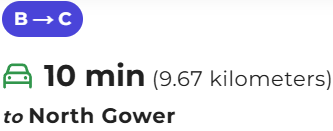 B → C
10 min (9.67 kilometers)
to North Gower